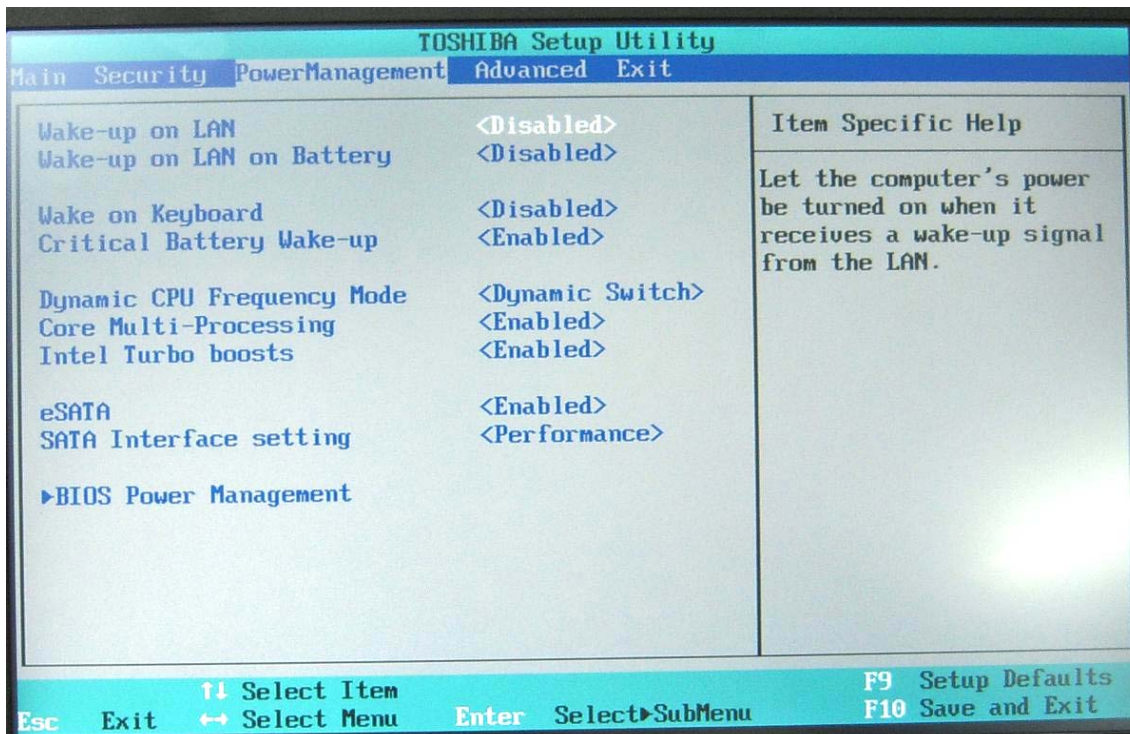 TOSHIBA Setup Utility
Main Security PowerManagement Advanced Exit
Wake-up on LAN <Disabled>
Wake-up on LAN on Battery <Disabled>
Wake on Keyboard <Disabled>
Critical Battery Wake-up <Enabled>
Dynamic CPU Frequency Mode <Dynamic Switch>
Core Multi-Processing <Enabled>
Intel Turbo boosts <Enabled>
eSATA <Enabled>
SATA Interface setting <Performance>
▶BIOS Power Management
Item Specific Help
Let the computer's power
be turned on when it
receives a wake-up signal
from the LAN.
↑↓ Select Item F9 Setup Defaults
Esc Exit ↔ Select Menu Enter Select▶SubMenu F10 Save and Exit